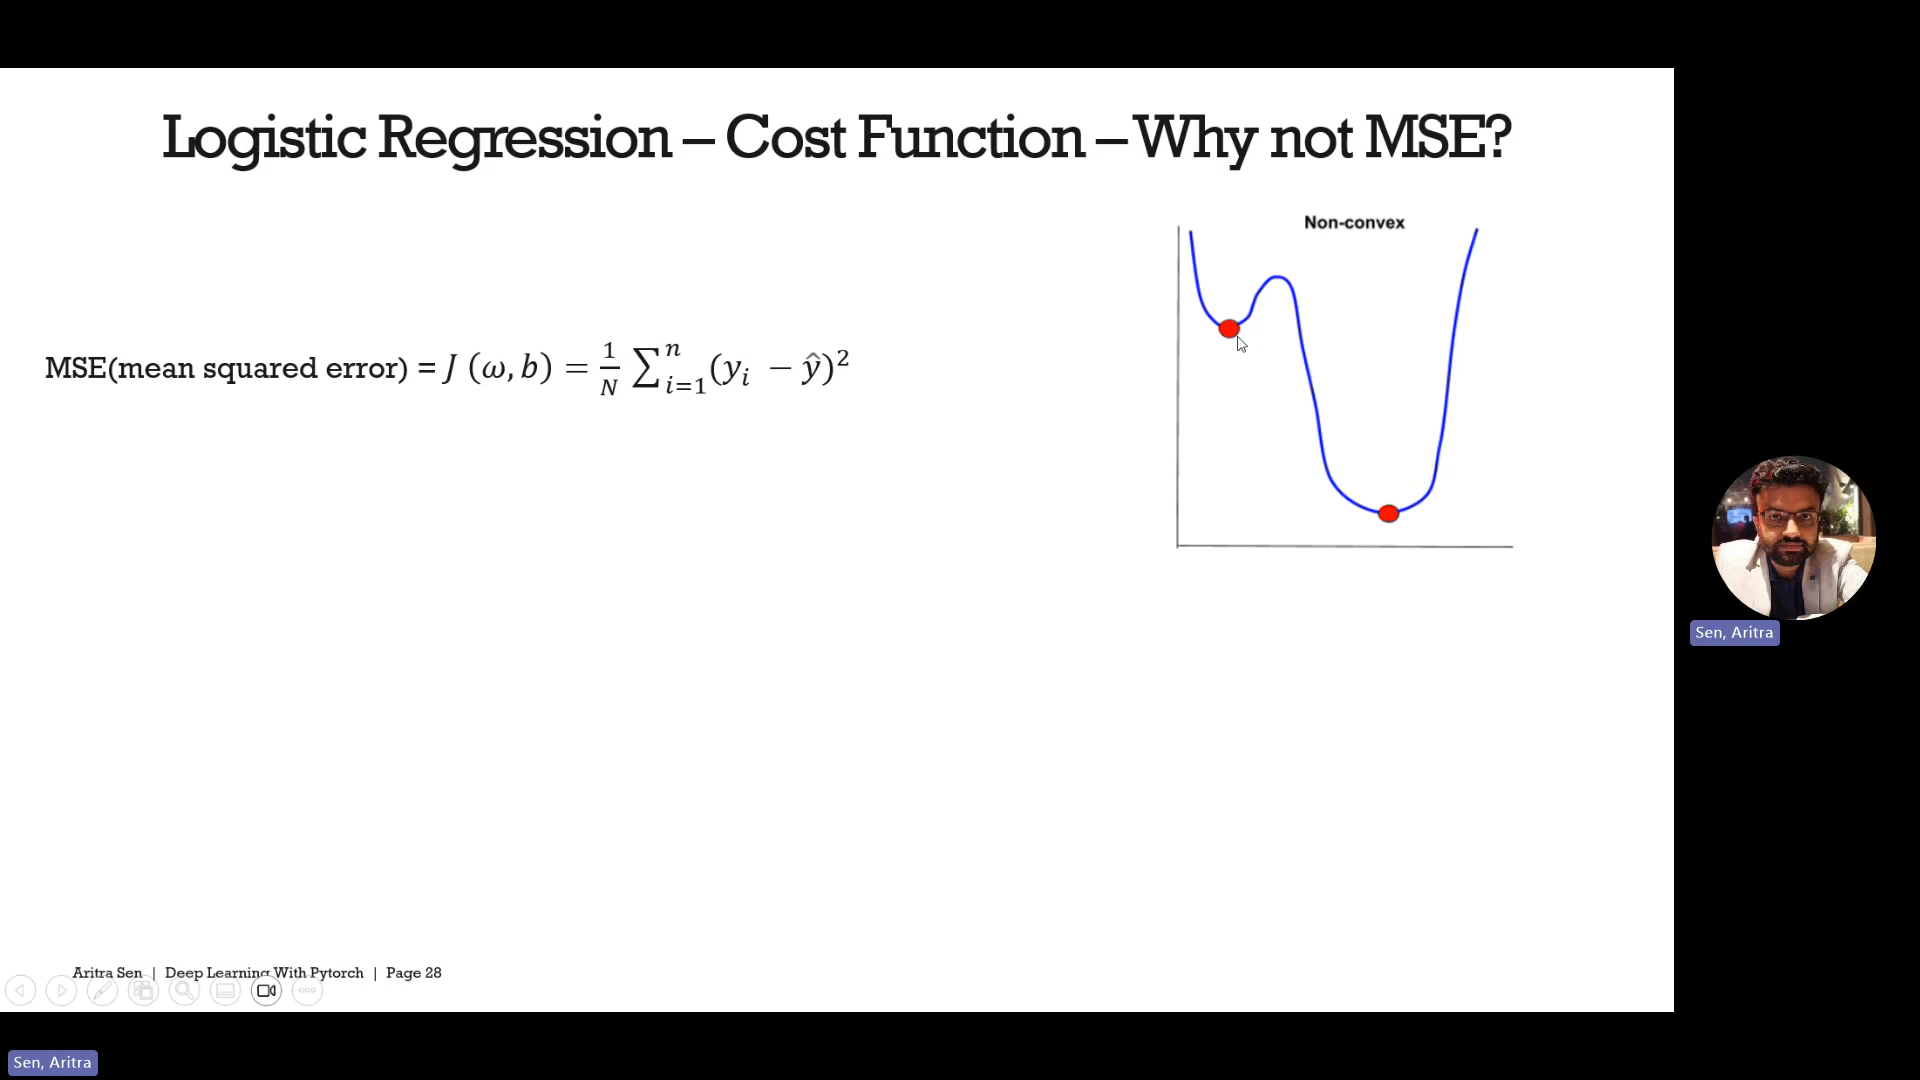 Logistic Regression – Cost Function – Why not MSE?
Non-convex
MSE(mean squared error) = J (ω, b) = 1/N ∑ⁿᵢ₌₁(yᵢ − ŷ)²
Sen, Aritra
Aritra Sen | Deep Learning With Pytorch | Page 28
Sen, Aritra